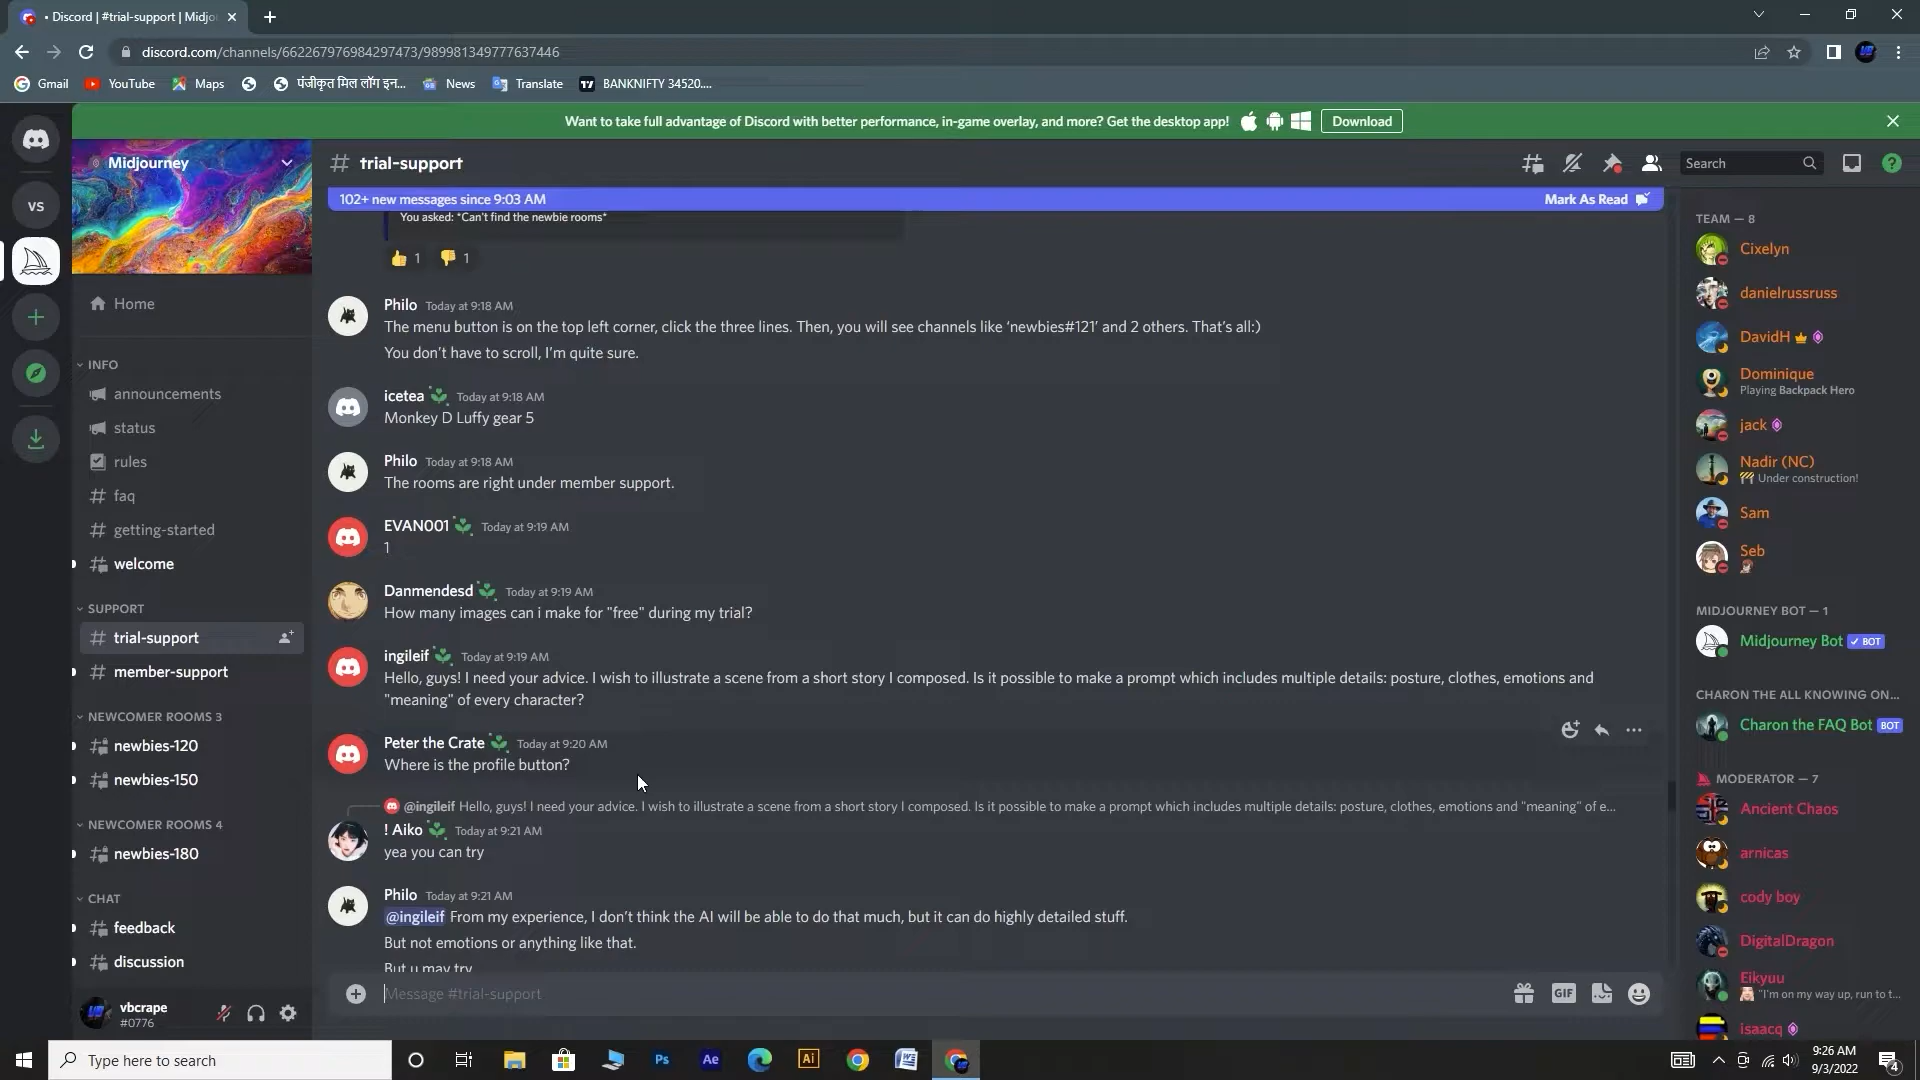 Discord | #trial-support | Midjo
discord.com/channels/662267976984297473/989981349777637446
Gmail
YouTube
Maps
पंजीकृत मिल लॉग इन...
News
Translate
BANKNIFTY 34520....
Want to take full advantage of Discord with better performance, in-game overlay, and more? Get the desktop app!
Download
VS
Midjourney
Home
INFO
announcements
status
rules
faq
getting-started
welcome
SUPPORT
trial-support
member-support
NEWCOMER ROOMS 3
newbies-120
newbies-150
NEWCOMER ROOMS 4
newbies-180
CHAT
feedback
discussion
vbcrape
#0776
trial-support
Search
102+ new messages since 9:03 AM
Mark As Read
You asked: *Can't find the newbie rooms*
1
1
Philo Today at 9:18 AM
The menu button is on the top left corner, click the three lines. Then, you will see channels like 'newbies#121' and 2 others. That's all:)
You don't have to scroll, I'm quite sure.
icetea Today at 9:18 AM
Monkey D Luffy gear 5
Philo Today at 9:18 AM
The rooms are right under member support.
EVAN001 Today at 9:19 AM
1
Danmendesd Today at 9:19 AM
How many images can i make for "free" during my trial?
ingileif Today at 9:19 AM
Hello, guys! I need your advice. I wish to illustrate a scene from a short story I composed. Is it possible to make a prompt which includes multiple details: posture, clothes, emotions and
"meaning" of every character?
Peter the Crate Today at 9:20 AM
Where is the profile button?
@ingileif Hello, guys! I need your advice. I wish to illustrate a scene from a short story I composed. Is it possible to make a prompt which includes multiple details: posture, clothes, emotions and "meaning" of e...
! Aiko Today at 9:21 AM
yea you can try
Philo Today at 9:21 AM
@ingileif From my experience, I don't think the AI will be able to do that much, but it can do highly detailed stuff.
But not emotions or anything like that.
But u may try
Message #trial-support
GIF
TEAM — 8
Cixelyn
danielrussruss
DavidH
Dominique
Playing Backpack Hero
jack
Nadir (NC)
Under construction!
Sam
Seb
MIDJOURNEY BOT — 1
Midjourney Bot BOT
CHARON THE ALL KNOWING ON...
Charon the FAQ Bot BOT
MODERATOR — 7
Ancient Chaos
arnicas
cody boy
DigitalDragon
Eikyuu
"I'm on my way up, run to t...
isaacq
Type here to search
Ps
Ae
Ai
9:26 AM
9/3/2022
4